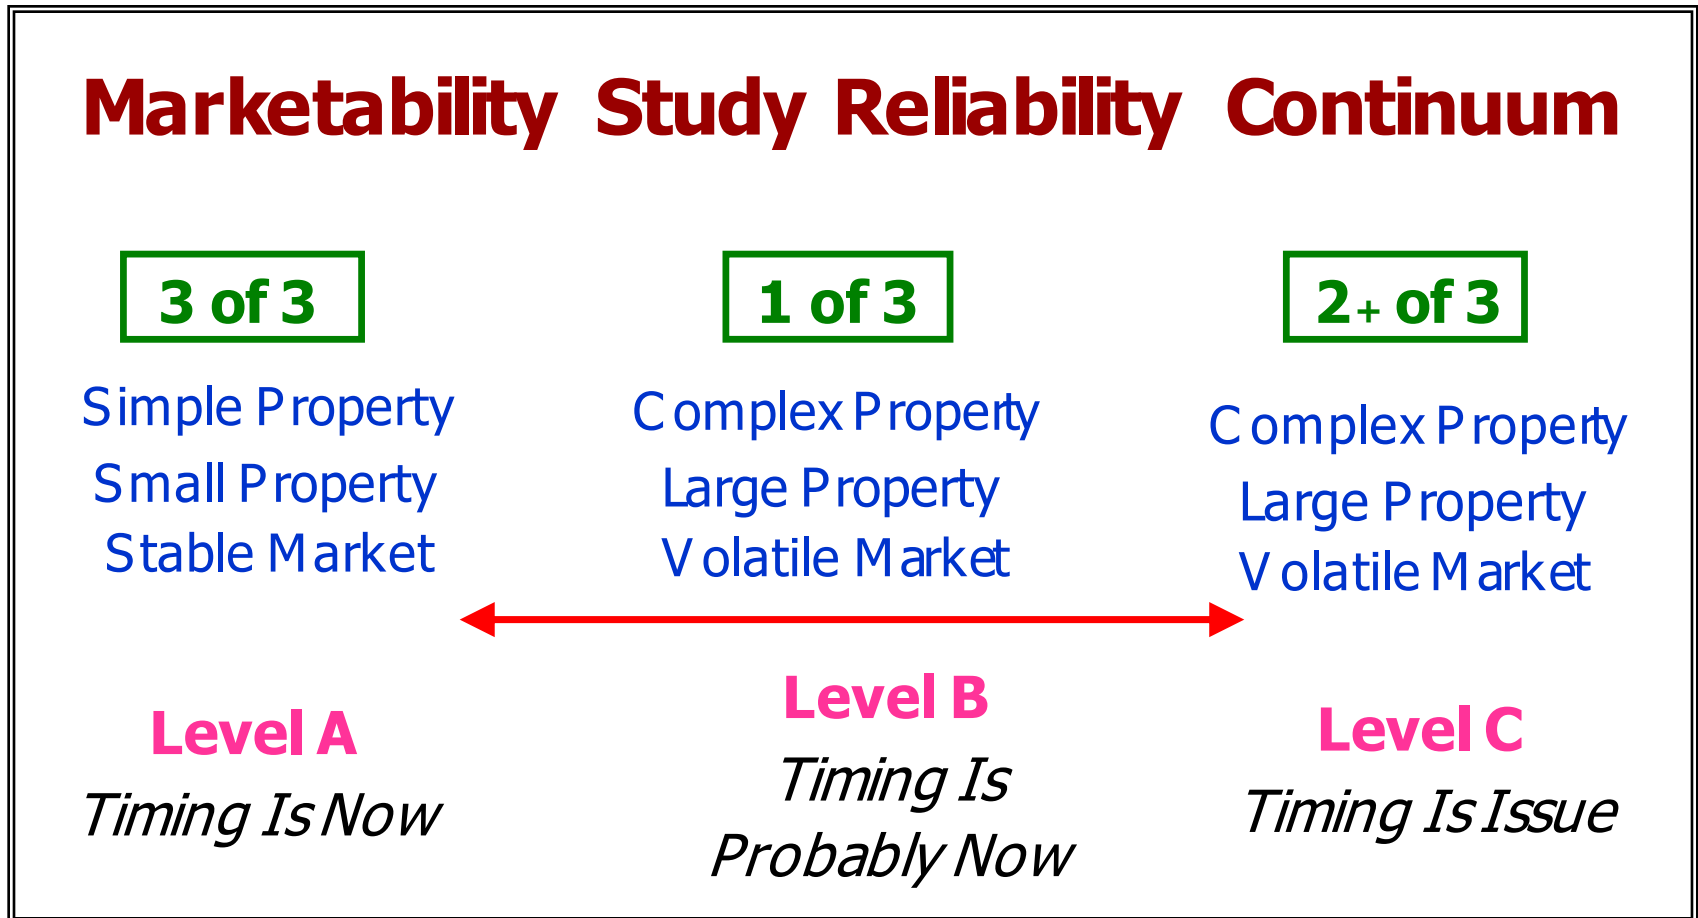 Marketability Study Reliability Continuum
3 of 3
Simple Property
Small Property
Stable Market
Level A
Timing Is Now
1 of 3
Complex Property
Large Property
Volatile Market
Level B
Timing Is
Probably Now
2+ of 3
Complex Property
Large Property
Volatile Market
Level C
Timing Is Issue